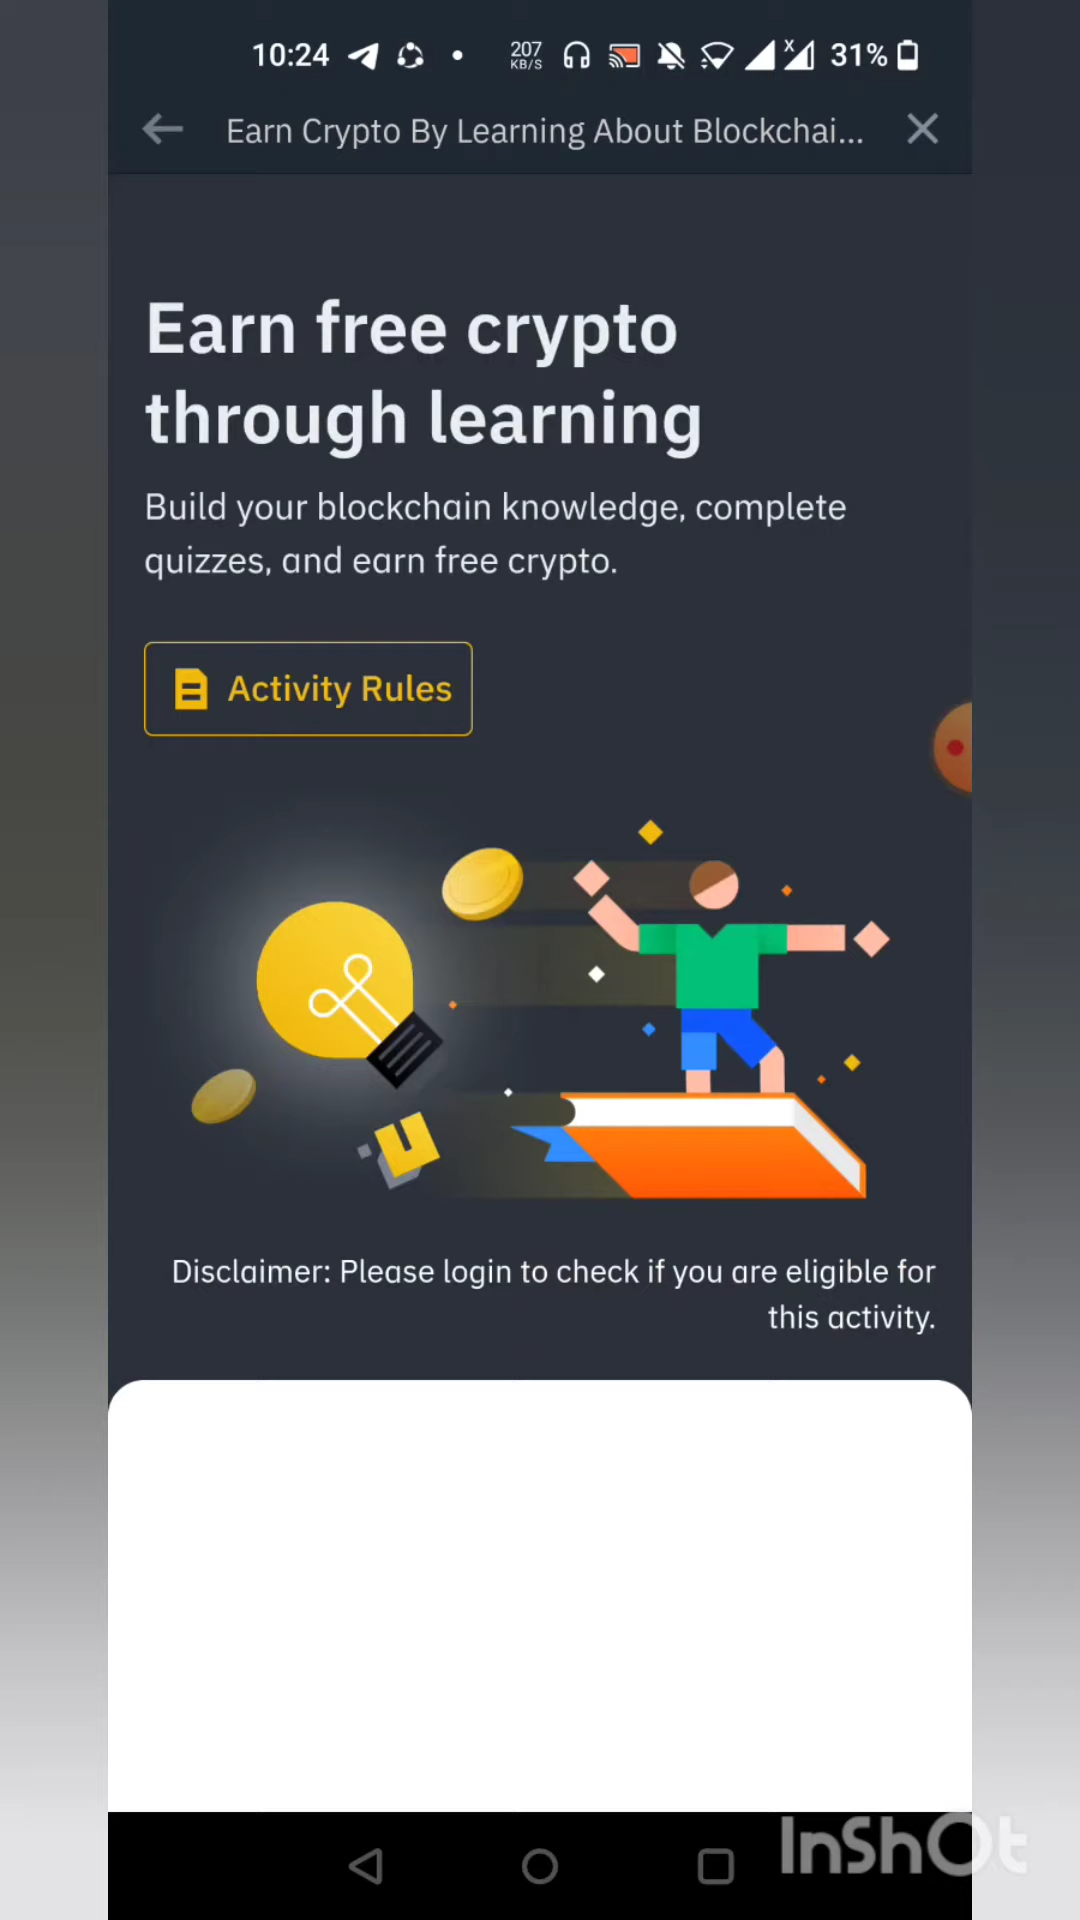 10:24
207
KB/S
31%
Earn Crypto By Learning About Blockchai...
Earn free crypto
through learning
Build your blockchain knowledge, complete
quizzes, and earn free crypto.
Activity Rules
Disclaimer: Please login to check if you are eligible for
this activity.
InShOt